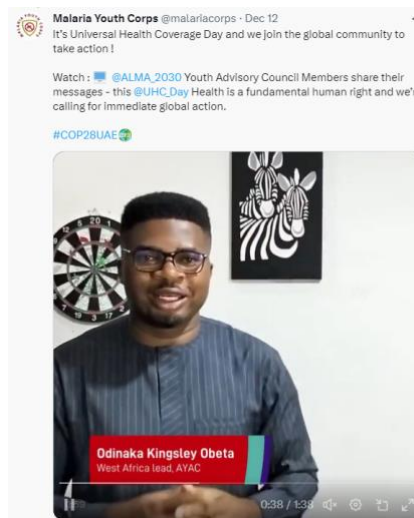 Malaria Youth Corps @malariacorps · Dec 12
It's Universal Health Coverage Day and we join the global community to
take action !
Watch : 🖥️ @ALMA_2030 Youth Advisory Council Members share their
messages - this @UHC_Day Health is a fundamental human right and
calling for immediate global action.
#COP28UAE
20
Odinaka Kingsley Obeta
West Africa lead, AYAC
0:38 / 1:38